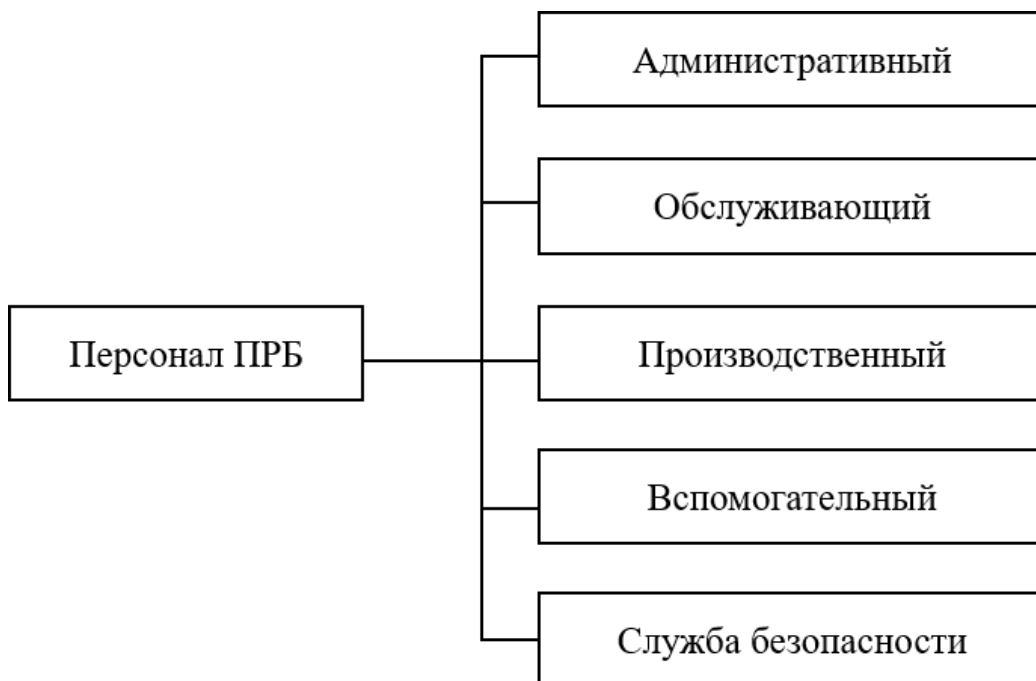 Административный
Обслуживающий
Персонал ПРБ
Производственный
Вспомогательный
Служба безопасности